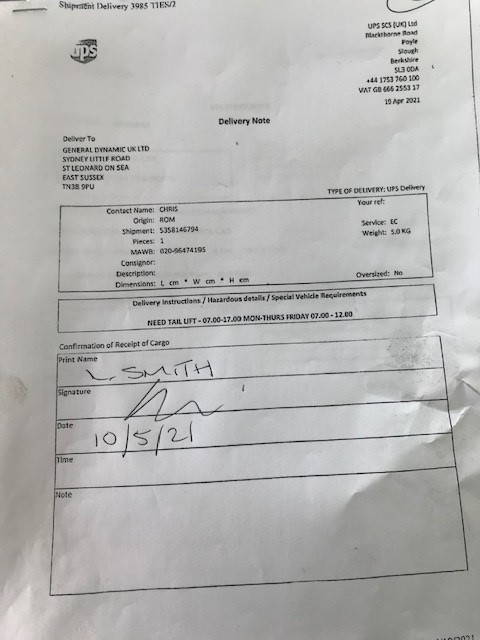 Shipment Delivery 3985 TIES/2
ups
UPS SCS (UK) Ltd
Blackthorne Road
Poyle
Slough
Berkshire
SL3 0DA
+44 1753 760 100
VAT GB 666 2553 17
19 Apr 2021
Delivery Note
Deliver To
GENERAL DYNAMIC UK LTD
SYDNEY LITTLE ROAD
ST LEONARD ON SEA
EAST SUSSEX
TN38 9PU
TYPE OF DELIVERY: UPS Delivery
Contact Name: CHRIS
Your ref:
Origin: ROM
Shipment: 5358146794
Service: EC
Pieces: 1
Weight: 5.0 KG
MAWB: 020-96474195
Consignor:
Description:
Dimensions: L cm * W cm * H cm
Oversized: No
Delivery Instructions / Hazardous details / Special Vehicle Requirements
NEED TAIL LIFT - 07.00-17.00 MON-THURS FRIDAY 07.00 - 12.00
Confirmation of Receipt of Cargo
Print Name
L. SMITH
Signature
Date
10/5/21
Time
Note